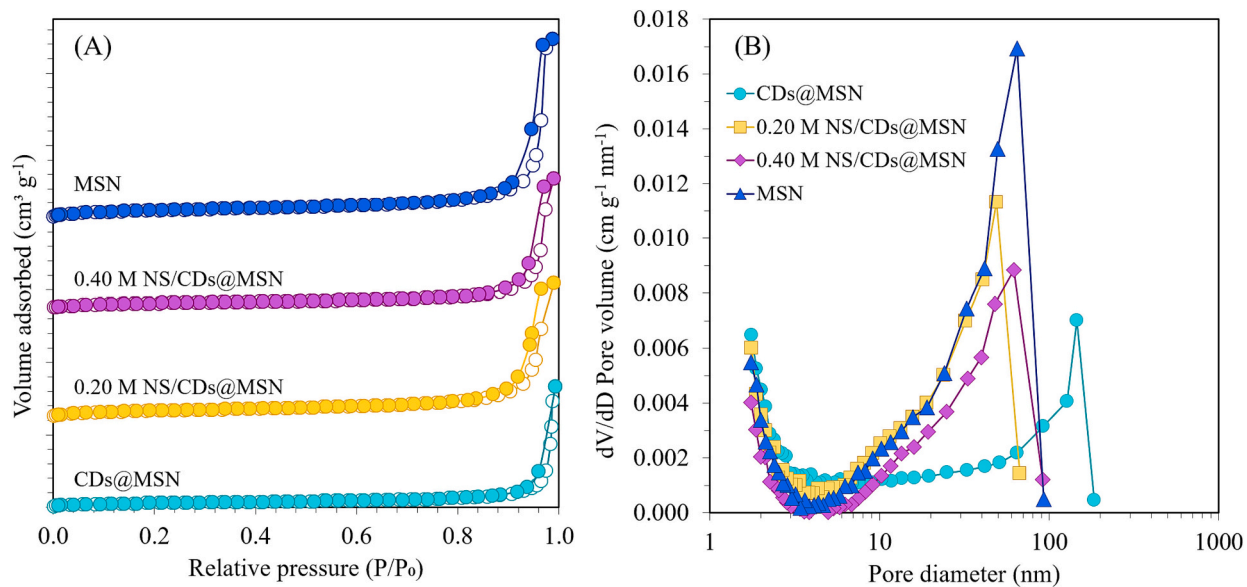 (A)
Volume adsorbed (cm³ g⁻¹)
MSN
0.40 M NS/CDs@MSN
0.20 M NS/CDs@MSN
CDs@MSN
0.0 0.2 0.4 0.6 0.8 1.0
Relative pressure (P/P₀)
(B)
dV/dD Pore volume (cm g⁻¹ nm⁻¹)
0.018
0.016
0.014
0.012
0.010
0.008
0.006
0.004
0.002
0.000
CDs@MSN
0.20 M NS/CDs@MSN
0.40 M NS/CDs@MSN
MSN
1 10 100 1000
Pore diameter (nm)